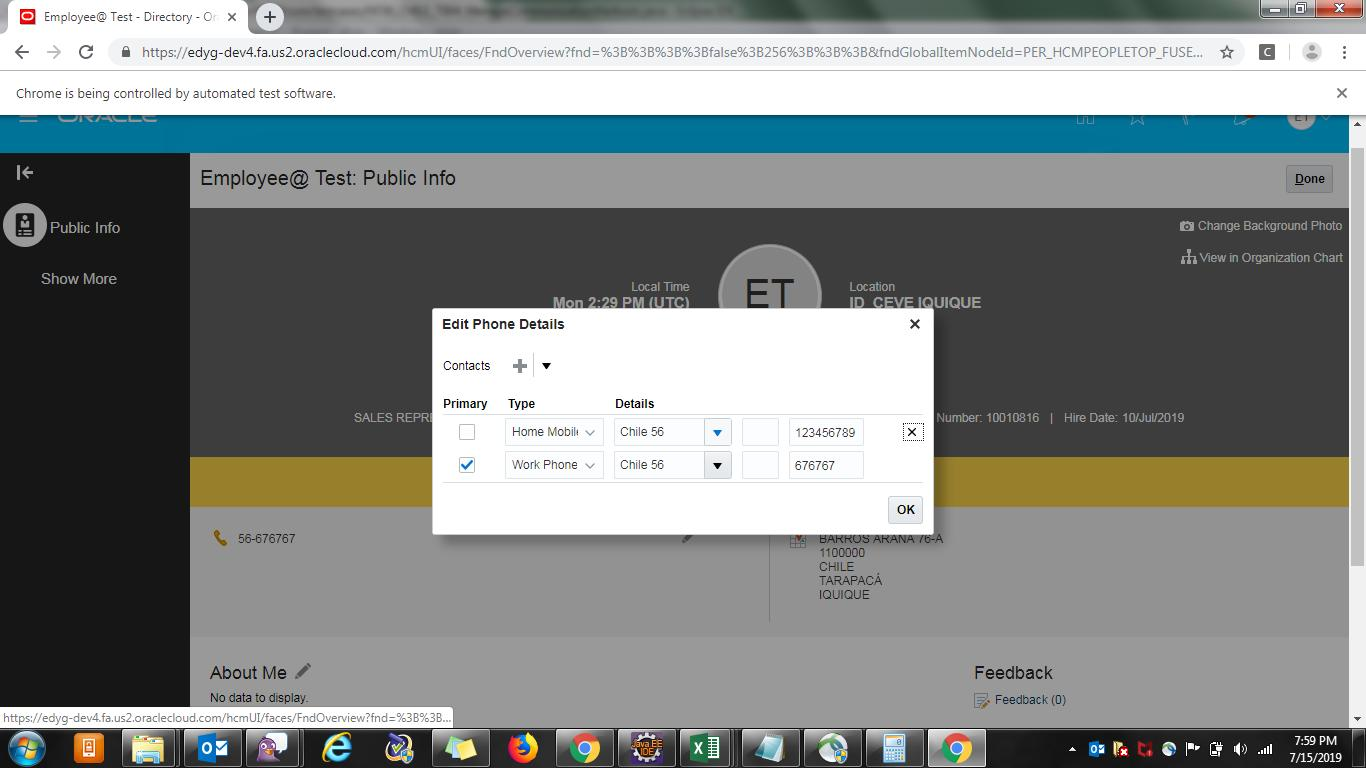 Employee@ Test - Directory - Or
https://edyg-dev4.fa.us2.oraclecloud.com/hcmUI/faces/FndOverview?fnd=%3B%3B%3B%3Bfalse%3B256%3B%3B%3B&fndGlobalItemNodeId=PER_HCMPEOPLETOP_FUSE...
C
Chrome is being controlled by automated test software.
ORACLE
ET
Employee@ Test: Public Info
Done
Public Info
Show More
Change Background Photo
View in Organization Chart
Local Time
Mon 2:29 PM (UTC)
ET
Location
ID_CEVE IQUIQUE
Edit Phone Details
Contacts
Primary Type Details
Home Mobile Chile 56 123456789
Work Phone Chile 56 676767
OK
SALES REPR
Number: 10010816 | Hire Date: 10/Jul/2019
56-676767
BARROS ARANA 76-A
1100000
CHILE
TARAPACÁ
IQUIQUE
About Me
No data to display.
Feedback
Feedback (0)
https://edyg-dev4.fa.us2.oraclecloud.com/hcmUI/faces/FndOverview?fnd=%3B%3B...
Java EE
IDE
7:59 PM
7/15/2019